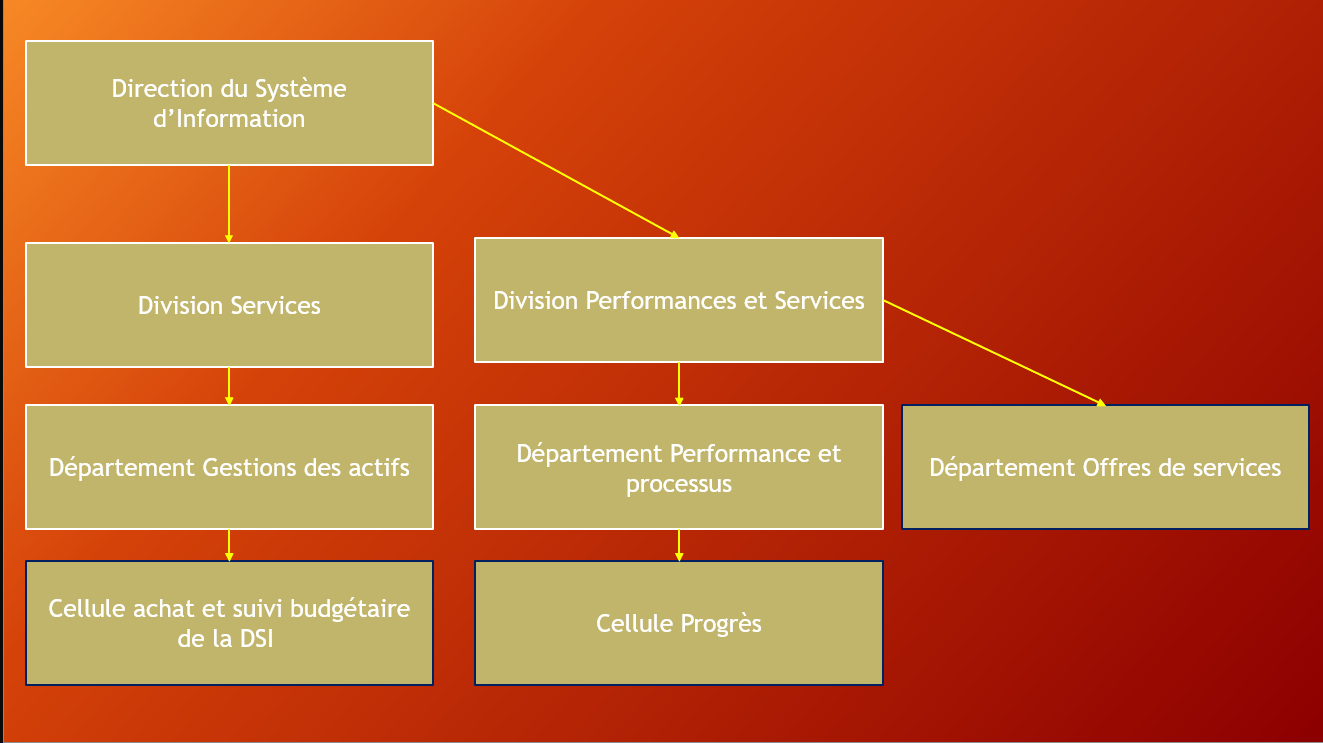 Direction du Système
d’Information
Division Services
Division Performances et Services
Département Gestions des actifs
Département Performance et
processus
Département Offres de services
Cellule achat et suivi budgétaire
de la DSI
Cellule Progrès